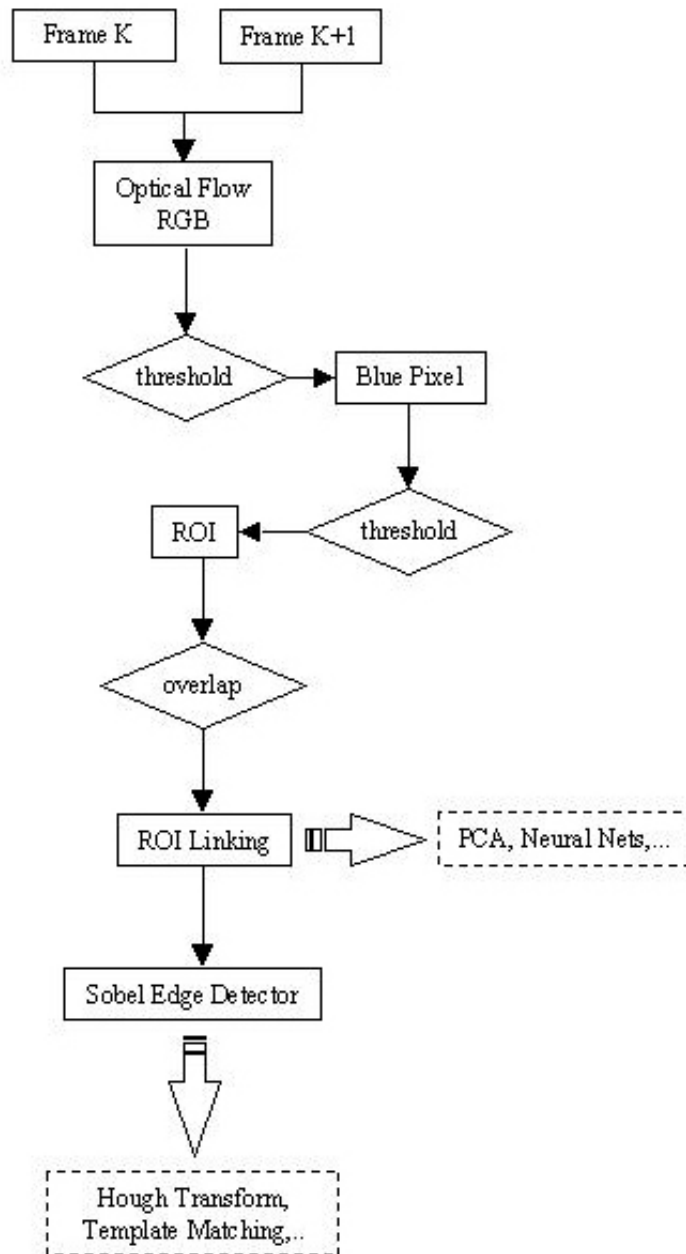 Frame K
Frame K+1
Optical Flow
RGB
threshold
Blue Pixel
ROI
threshold
overlap
ROI Linking
PCA, Neural Nets,...
Sobel Edge Detector
Hough Transform,
Template Matching,..